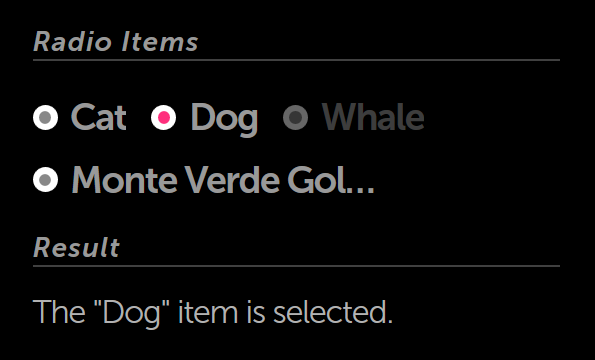 Radio Items
Cat Dog Whale
Monte Verde Gol...
Result
The "Dog" item is selected.